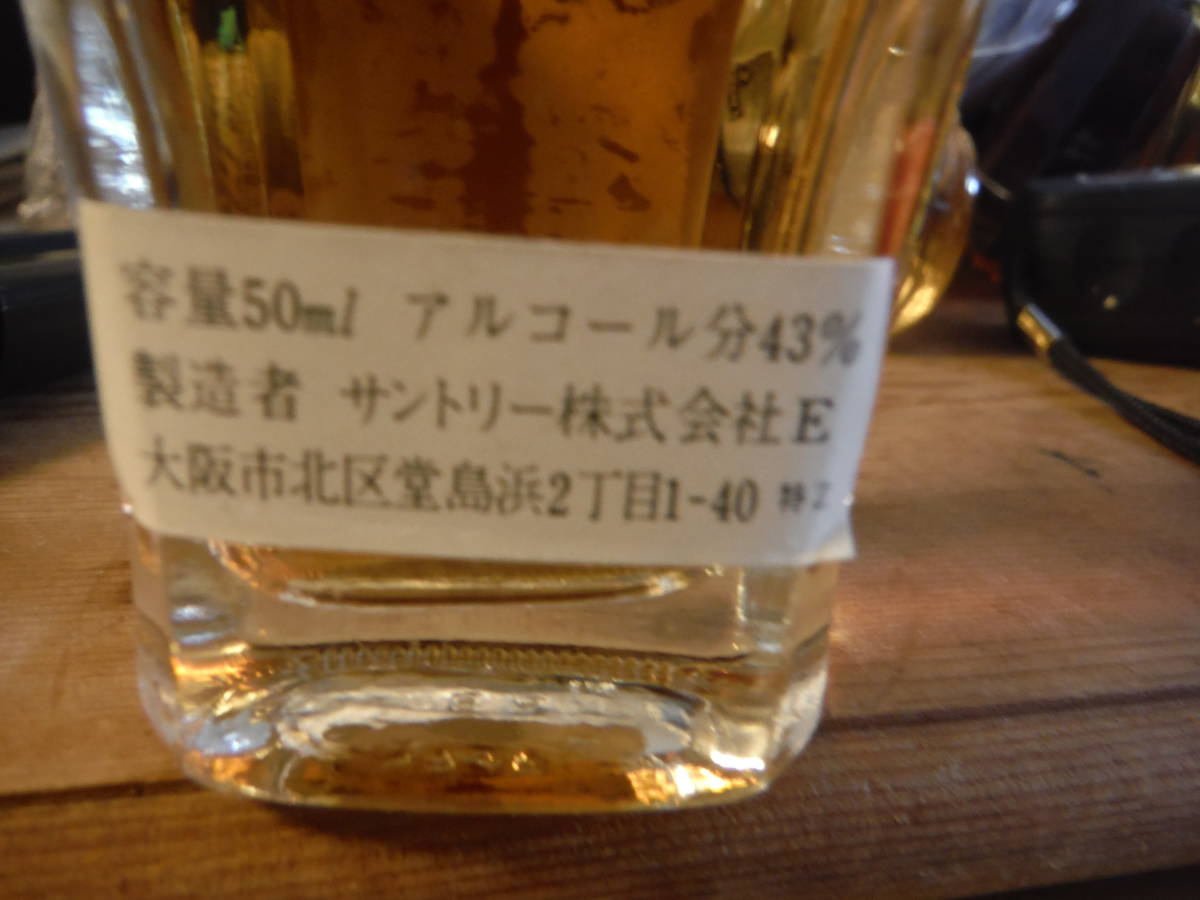 容量50ml アルコール分43%
製造者 サントリー株式会社E
大阪市北区堂島浜2丁目1-40